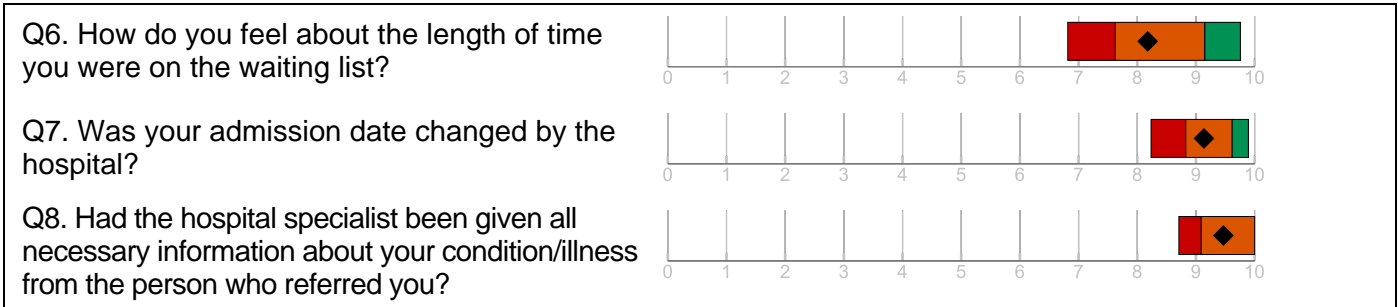 Q6. How do you feel about the length of time
you were on the waiting list?
0 1 2 3 4 5 6 7 8 9 10
Q7. Was your admission date changed by the
hospital?
0 1 2 3 4 5 6 7 8 9 10
Q8. Had the hospital specialist been given all
necessary information about your condition/illness
from the person who referred you?
0 1 2 3 4 5 6 7 8 9 10